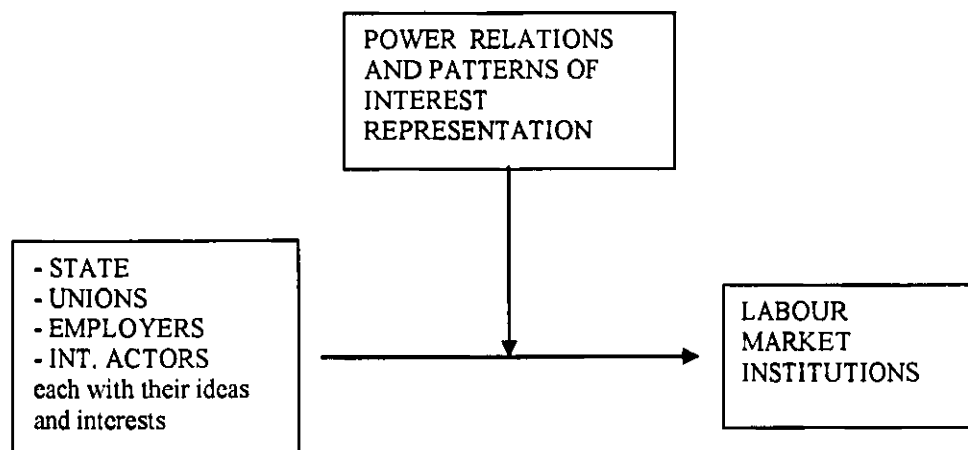 POWER RELATIONS
AND PATTERNS OF
INTEREST
REPRESENTATION
- STATE
- UNIONS
- EMPLOYERS
- INT. ACTORS
each with their ideas
and interests
LABOUR
MARKET
INSTITUTIONS